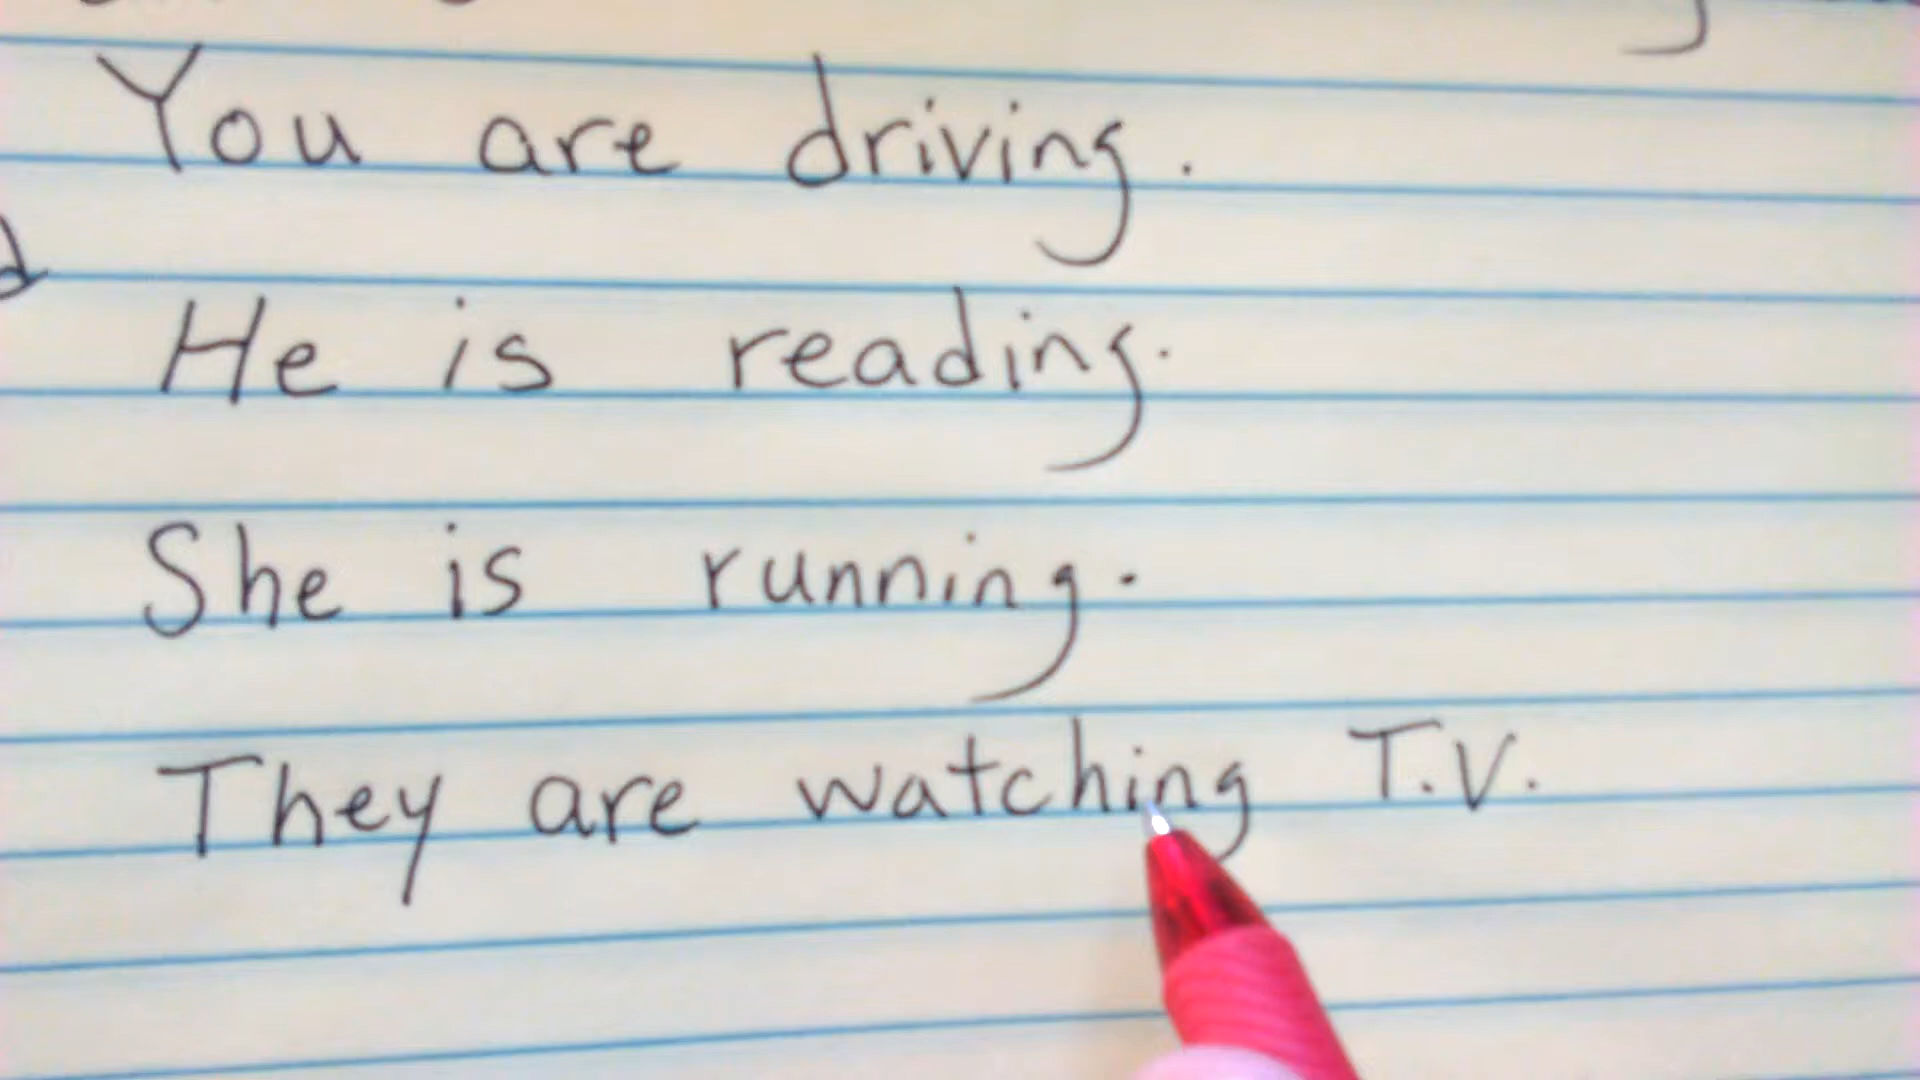 You are driving.
He is reading.
She is running.
They are watching T.V.